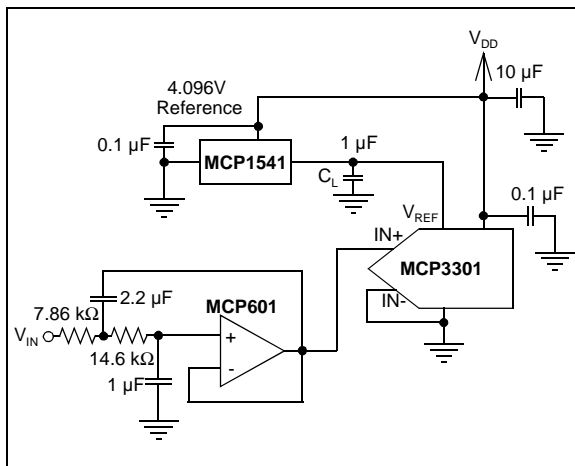 V_DD
10 µF
4.096V
Reference
0.1 µF
MCP1541
1 µF
C_L
0.1 µF
V_REF
IN+
MCP3301
IN-
2.2 µF
MCP601
7.86 kΩ
V_IN
14.6 kΩ
+
-
1 µF